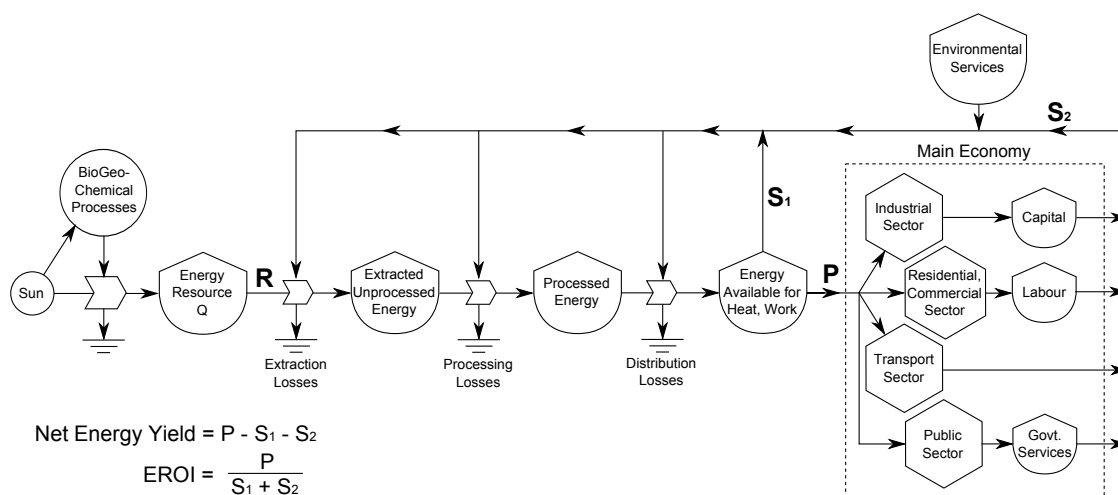 Environmental
Services
S₂
Main Economy
BioGeo-
Chemical
Processes
S₁
Industrial
Sector
Capital
Sun
Energy
Resource
Q
R
Extracted
Unprocessed
Energy
Processed
Energy
Energy
Available for
Heat, Work
P
Residential,
Commercial
Sector
Labour
Extraction
Losses
Processing
Losses
Distribution
Losses
Transport
Sector
Public
Sector
Govt.
Services
Net Energy Yield = P - S₁ - S₂
EROI = P
S₁ + S₂